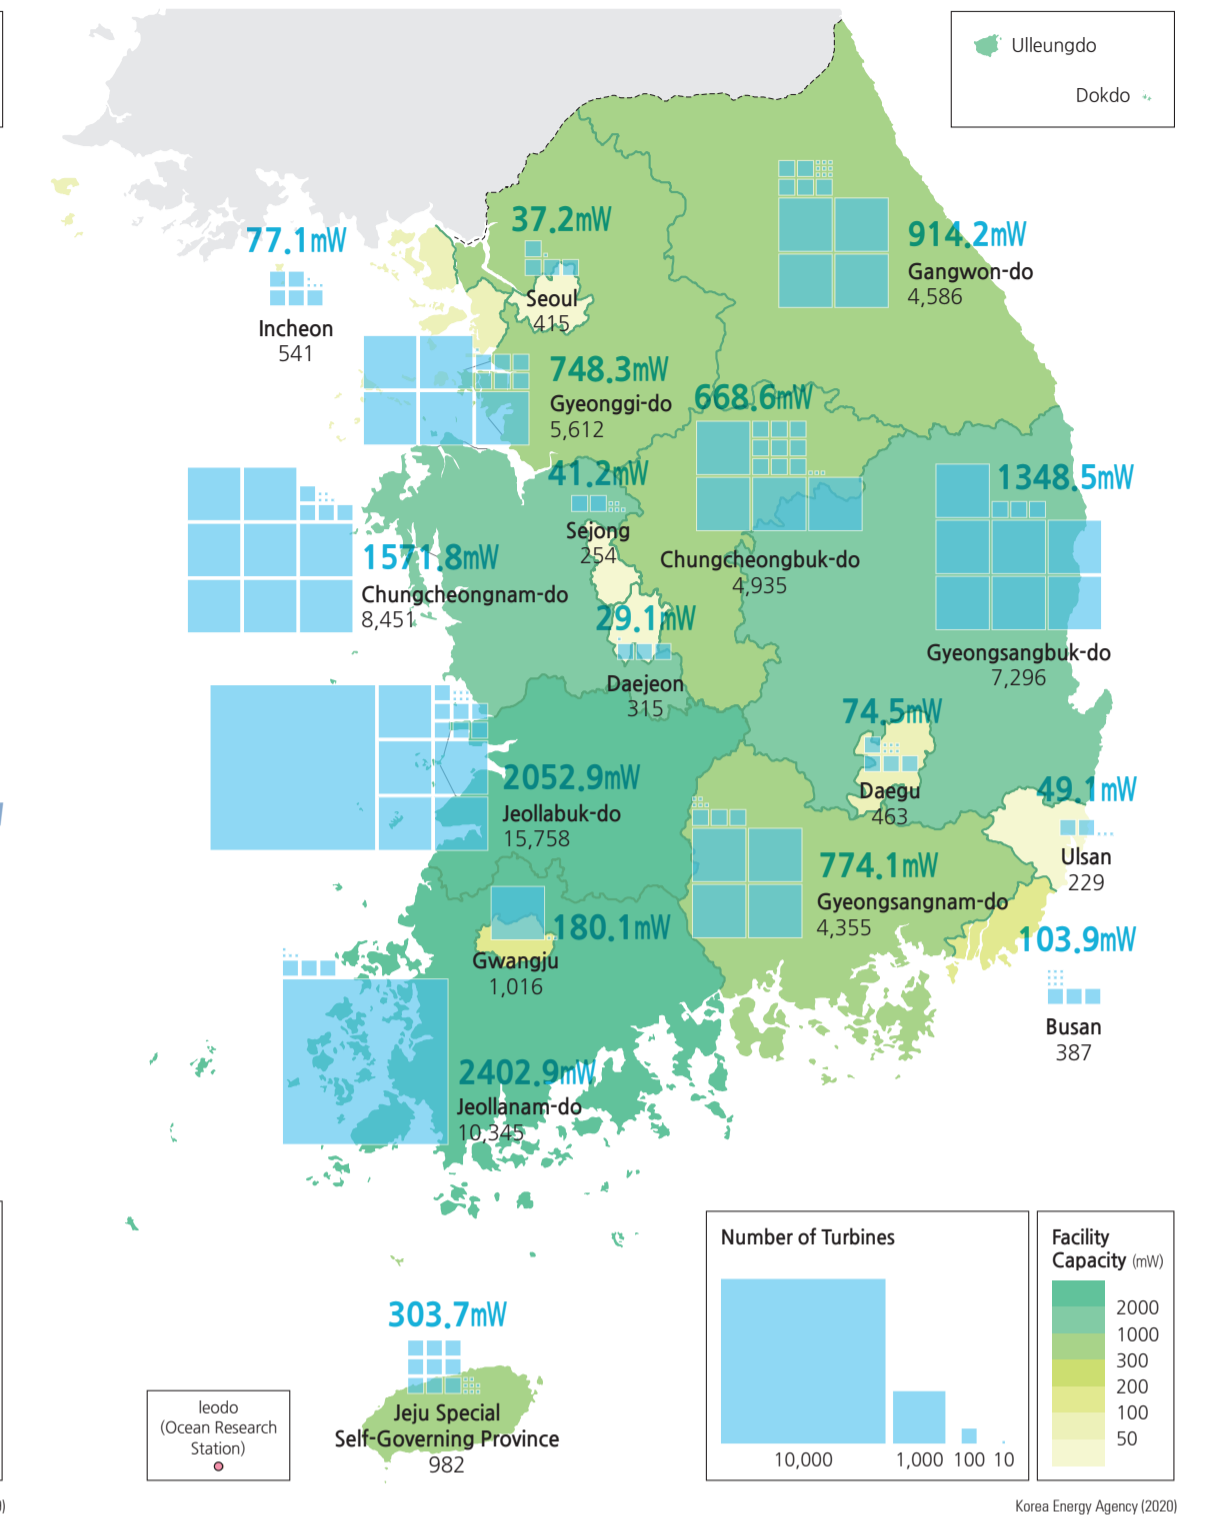 Ulleungdo
Dokdo
37.2mW
Seoul
415
77.1mW
Incheon
541
914.2mW
Gangwon-do
4,586
748.3mW
Gyeonggi-do
5,612
668.6mW
Chungcheongbuk-do
4,935
41.2mW
Sejong
254
1348.5mW
Gyeongsangbuk-do
7,296
1571.8mW
Chungcheongnam-do
8,451
29.1mW
Daejeon
315
74.5mW
Daegu
463
2052.9mW
Jeollabuk-do
15,758
49.1mW
Ulsan
229
774.1mW
Gyeongsangnam-do
4,355
180.1mW
Gwangju
1,016
103.9mW
Busan
387
2402.9mW
Jeollanam-do
10,345
303.7mW
Jeju Special
Self-Governing Province
982
Ieodo
(Ocean Research
Station)
Number of Turbines
10,000
1,000
100
10
Facility
Capacity (mW)
2000
1000
300
200
100
50
Korea Energy Agency (2020)